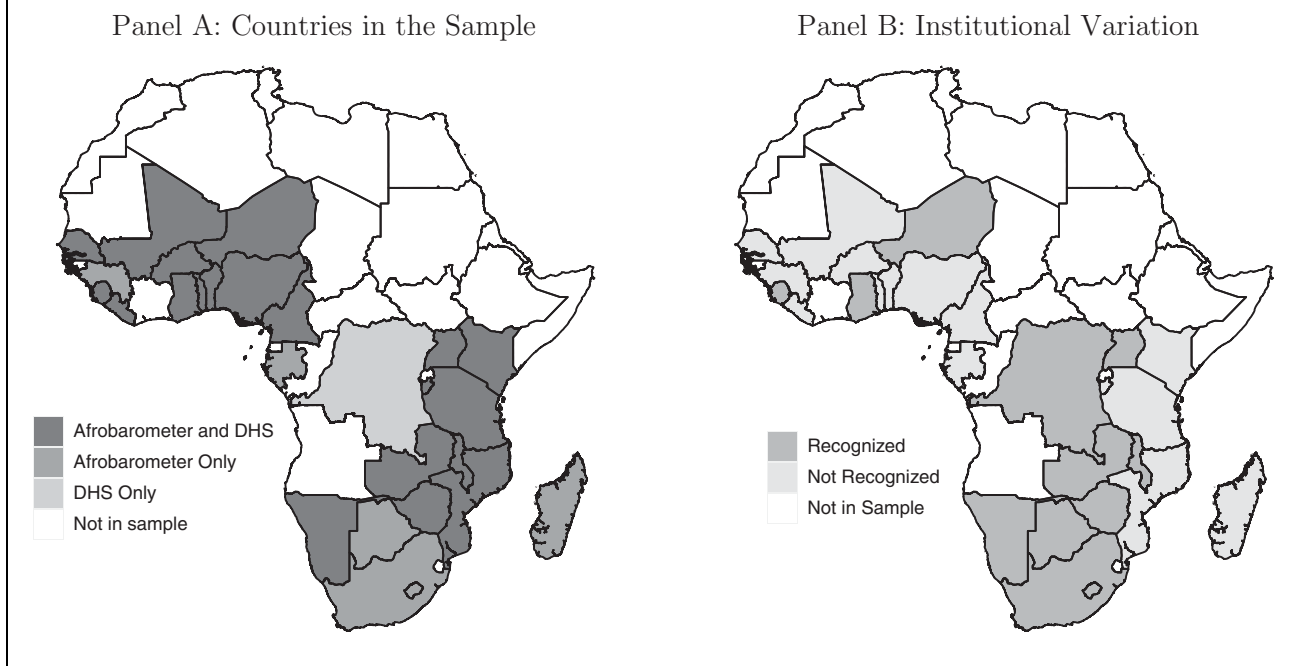 Panel A: Countries in the Sample
Afrobarometer and DHS
Afrobarometer Only
DHS Only
Not in sample
Panel B: Institutional Variation
Recognized
Not Recognized
Not in Sample